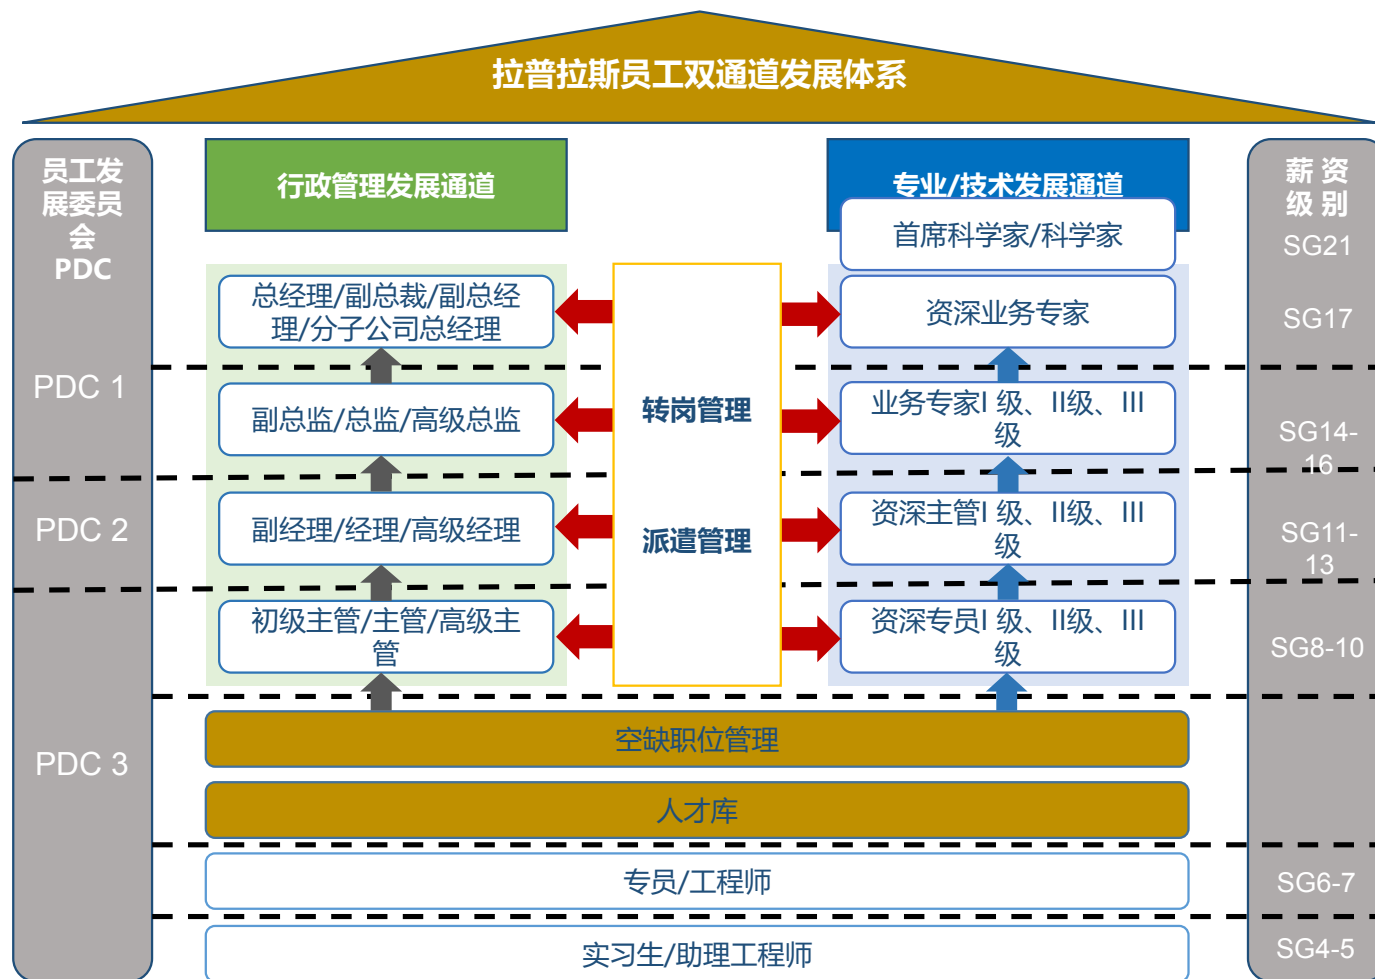 拉普拉斯员工双通道发展体系
员工发
展委员
会
PDC
行政管理发展通道
专业/技术发展通道
薪 资
级 别
首席科学家/科学家
SG21
总经理/副总裁/副总经
理/分子公司总经理
资深业务专家
SG17
PDC 1
副总监/总监/高级总监
转岗管理
业务专家I 级、II级、III
级
SG14-
16
PDC 2
副经理/经理/高级经理
派遣管理
资深主管I 级、II级、III
级
SG11-
13
初级主管/主管/高级主
管
资深专员I 级、II级、III
级
SG8-10
PDC 3
空缺职位管理
人才库
专员/工程师
SG6-7
实习生/助理工程师
SG4-5